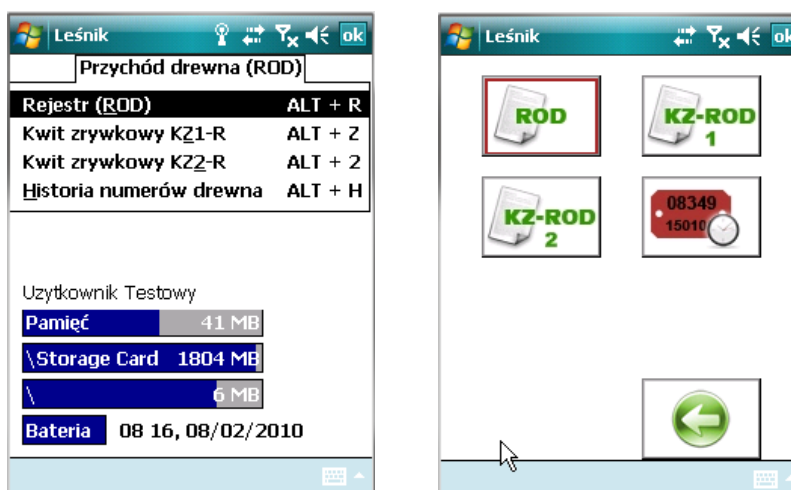 Leśnik
ok
Przychód drewna (ROD)
Rejestr (ROD) ALT + R
Kwit zrywkowy KZ1-R ALT + Z
Kwit zrywkowy KZ2-R ALT + 2
Historia numerów drewna ALT + H
Uzytkownik Testowy
Pamięć 41 MB
\Storage Card 1804 MB
\ 6 MB
Bateria 08 16, 08/02/2010
Leśnik
ok
ROD
KZ-ROD
1
KZ-ROD
2
08349
15010